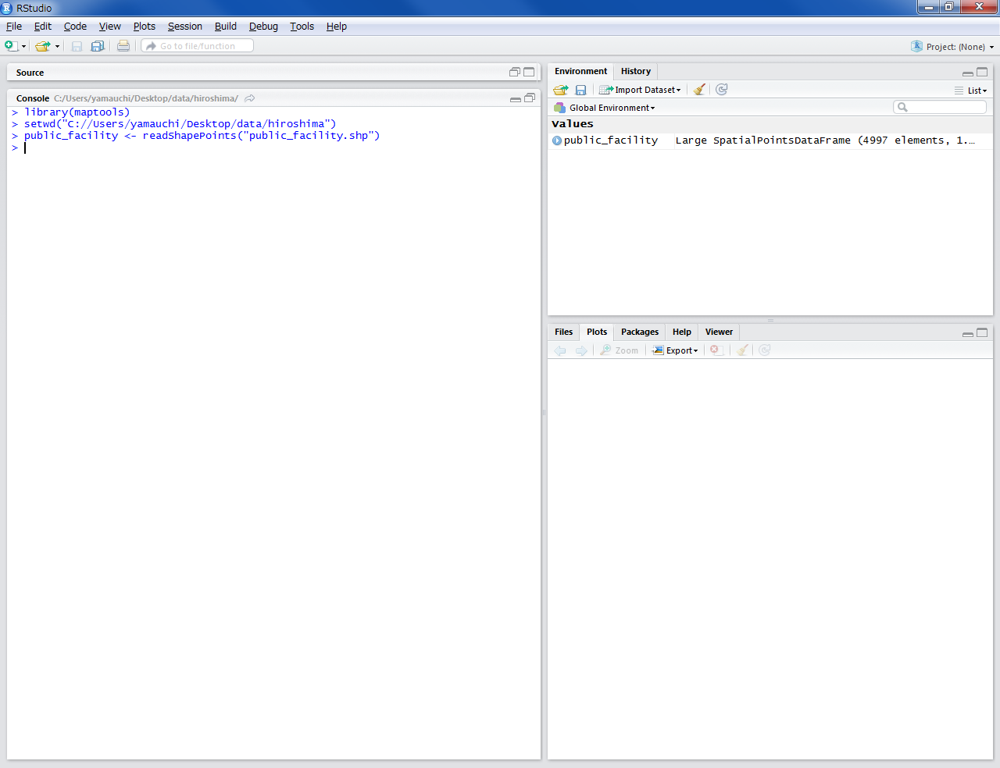 RStudio
File Edit Code View Plots Session Build Debug Tools Help
Go to file/function
Project: (None)
Source
Console C:/Users/yamauchi/Desktop/data/hiroshima/
> library(maptools)
> setwd("C://Users/yamauchi/Desktop/data/hiroshima")
> public_facility <- readShapePoints("public_facility.shp")
>
Environment History
Import Dataset
List
Global Environment
Values
public_facility Large SpatialPointsDataFrame (4997 elements, 1.…
Files Plots Packages Help Viewer
Zoom Export